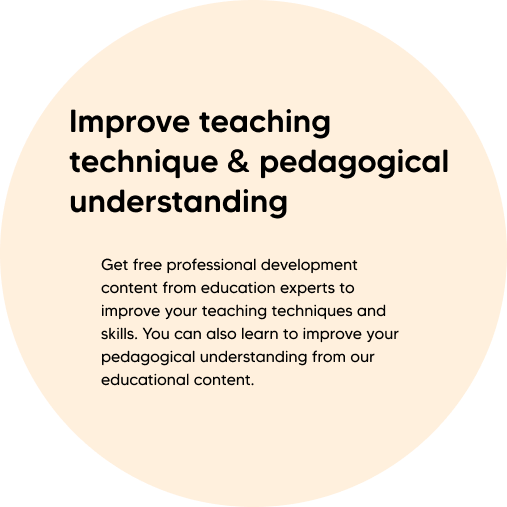 Improve teaching
technique & pedagogical
understanding
Get free professional development
content from education experts to
improve your teaching techniques and
skills. You can also learn to improve your
pedagogical understanding from our
educational content.